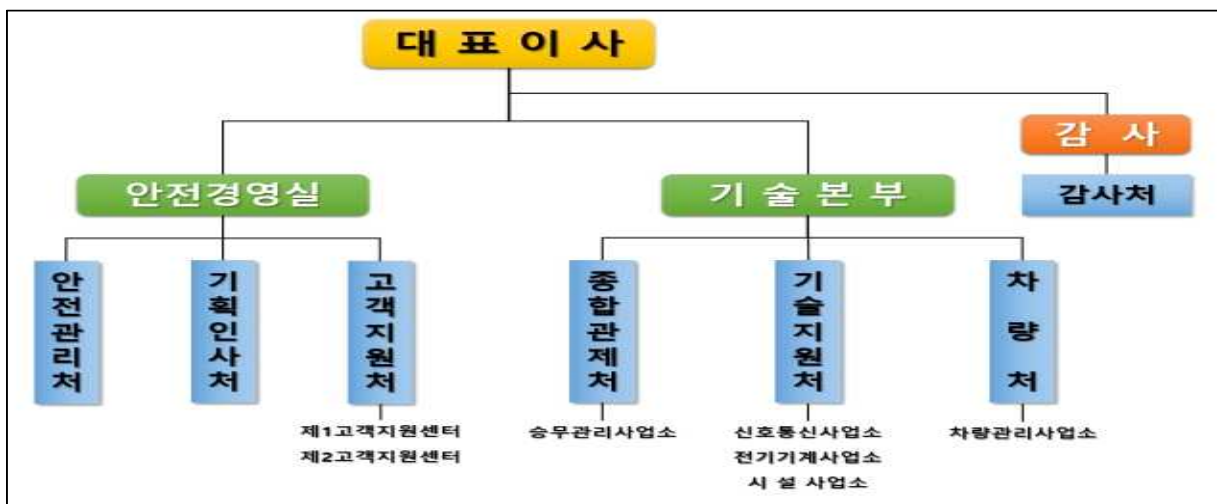 대 표 이 사
감 사
감사처
안전경영실
기 술 본 부
안전관리처
기획인사처
고객지원처
종합관제처
기술지원처
차 량 처
제1고객지원센터
제2고객지원센터
승무관리사업소
신호통신사업소
전기기계사업소
시 설 사업소
차량관리사업소